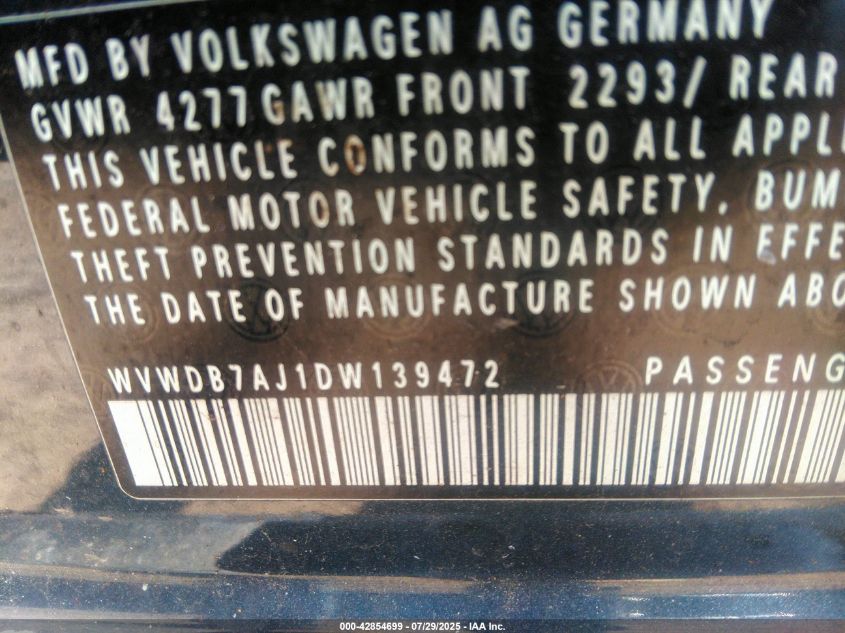 MFD BY VOLKSWAGEN AG GERMANY
GVWR 4277 GAWR FRONT 2293/ REAR
THIS VEHICLE CONFORMS TO ALL APPLI
FEDERAL MOTOR VEHICLE SAFETY, BUM
THEFT PREVENTION STANDARDS IN EFFE
THE DATE OF MANUFACTURE SHOWN ABO
WVWDB7AJ1DW139472 PASSENG
000-42854699 / 07/29/2025 - IAA Inc.